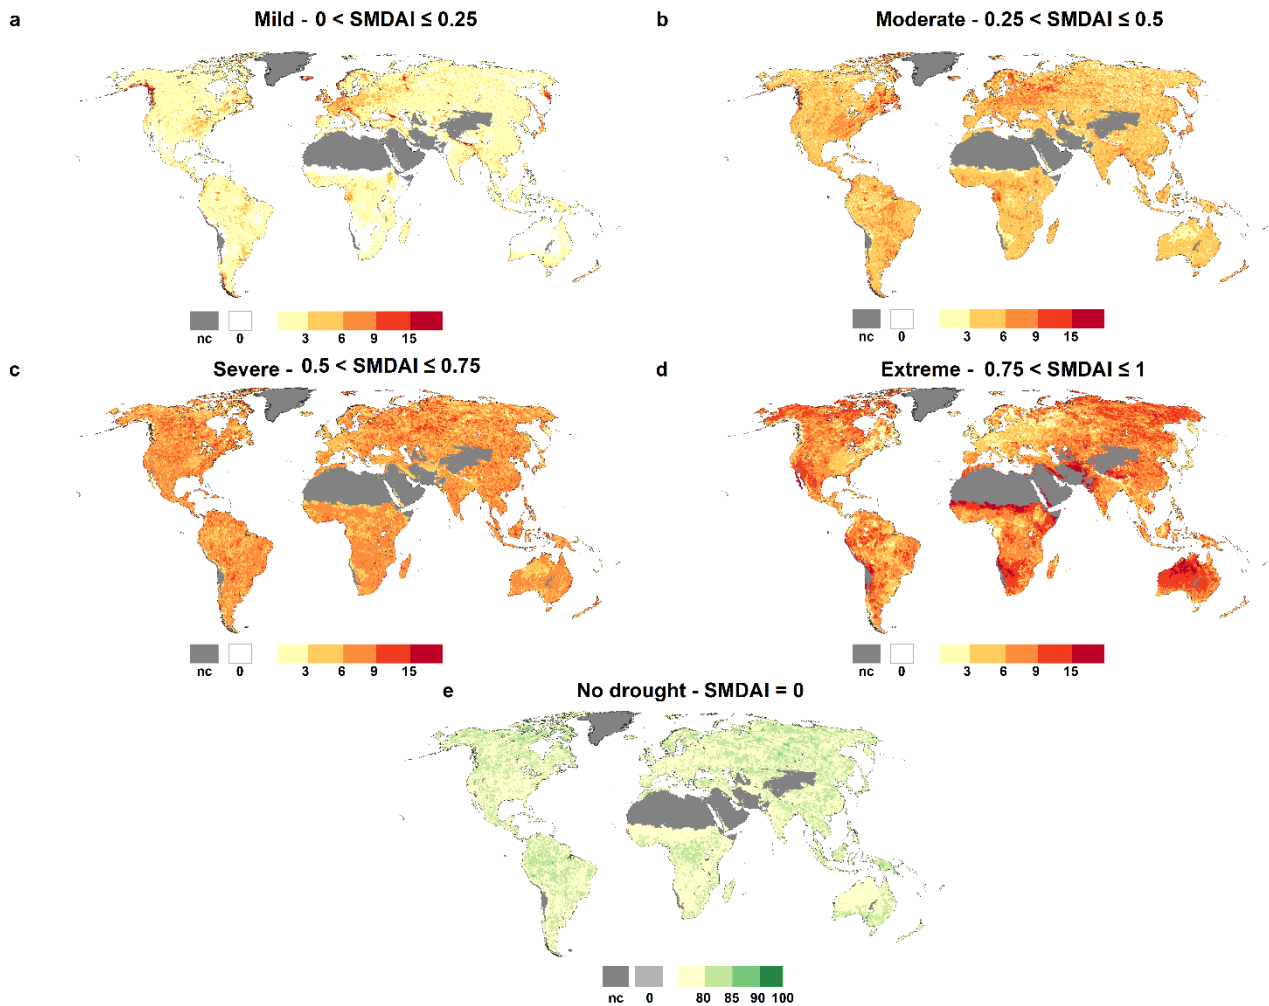 a
Mild - 0 < SMDAI ≤ 0.25
b
Moderate - 0.25 < SMDAI ≤ 0.5
nc 0 3 6 9 15
nc 0 3 6 9 15
c
Severe - 0.5 < SMDAI ≤ 0.75
d
Extreme - 0.75 < SMDAI ≤ 1
nc 0 3 6 9 15
nc 0 3 6 9 15
e
No drought - SMDAI = 0
nc 0 80 85 90 100